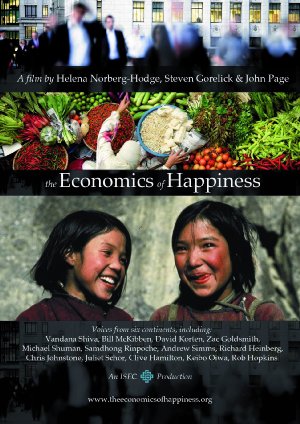 A film by Helena Norberg-Hodge, Steven Gorelick & John Page
the Economics of Happiness
Voices from six continents, including:
Vandana Shiva, Bill McKibben, David Korten, Zac Goldsmith,
Michael Shuman, Samdhong Rinpoche, Andrew Simms, Richard Heinberg,
Chris Johnstone, Juliet Schor, Clive Hamilton, Keibo Oiwa, Rob Hopkins
An ISEC Production
www.theeconomicsofhappiness.org